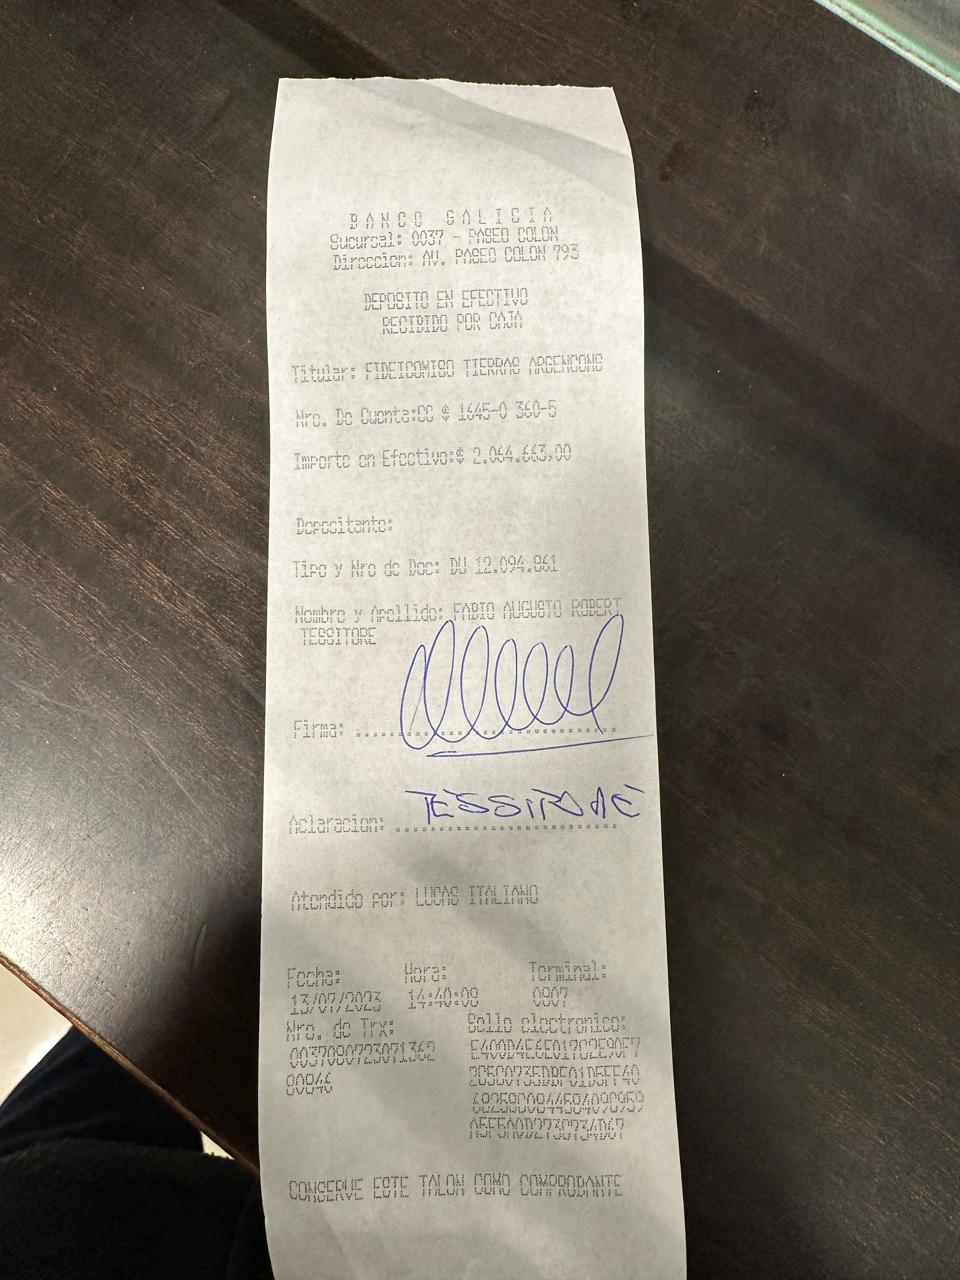 BANCO GALICIA
Sucursal: 0037 - PASEO COLON
Direccion: AV. PASEO COLON 793
DEPOSITO EN EFECTIVO
RECIBIDO POR CAJA
Titular: FIDEICOMISO TIERRAS ARGENCONS
Nro. De Cuenta:CC $ 1645-0 360-5
Importe en Efectivo:$ 2.064.663,00
Depositante:
Tipo y Nro de Doc: DU 12.094.861
Nombre y Apellido: FABIO AUGUSTO ROBERT
TESSITORE
Firma:
TESSITORE
Aclaracion:
Atendido por: LUCAS ITALIANO
Fecha: Hora: Terminal:
13/07/2023 14:40:08 0807
Nro. de Trx: Sello electronico:
CONSERVE ESTE TALON COMO COMPROBANTE